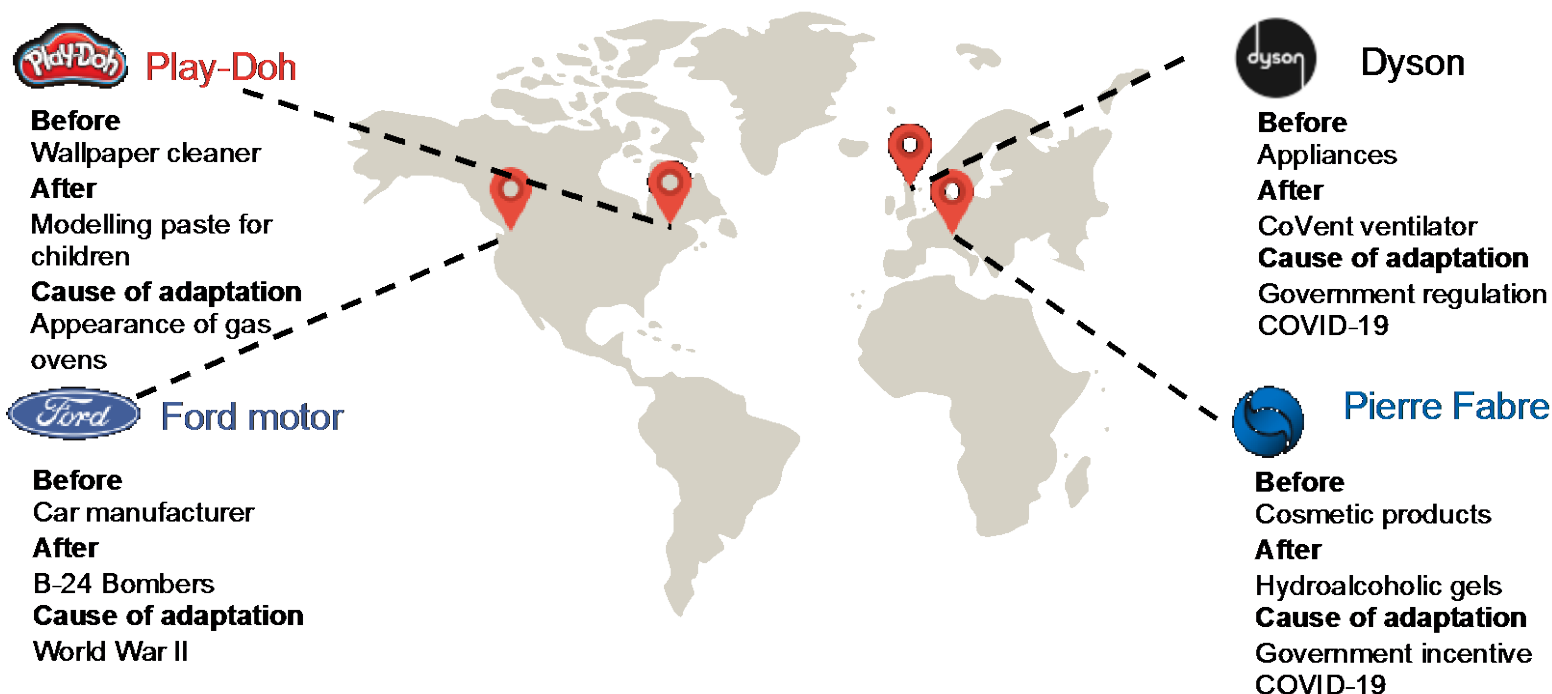 Play-Doh
Play-Doh
Before
Wallpaper cleaner
After
Modelling paste for
children
Cause of adaptation
Appearance of gas
ovens
Ford
Ford motor
Before
Car manufacturer
After
B-24 Bombers
Cause of adaptation
World War II
dyson
Dyson
Before
Appliances
After
CoVent ventilator
Cause of adaptation
Government regulation
COVID-19
Pierre Fabre
Before
Cosmetic products
After
Hydroalcoholic gels
Cause of adaptation
Government incentive
COVID-19